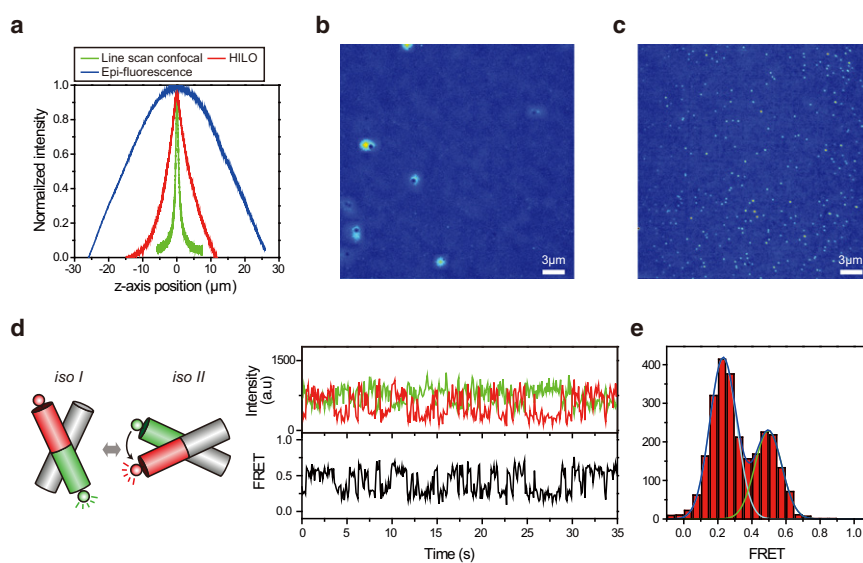 a
Line scan confocal
HILO
Epi-fluorescence
1.0
0.8
0.6
0.4
0.2
0.0
Normalized intensity
-30 -20 -10 0 10 20 30
z-axis position (μm)
b
3μm
c
3μm
d
iso I
iso II
1500
0
Intensity
(a.u)
1.0
0.5
0.0
FRET
0 5 10 15 20 25 30 35
Time (s)
e
400
300
200
100
0
0.0 0.2 0.4 0.6 0.8 1.0
FRET